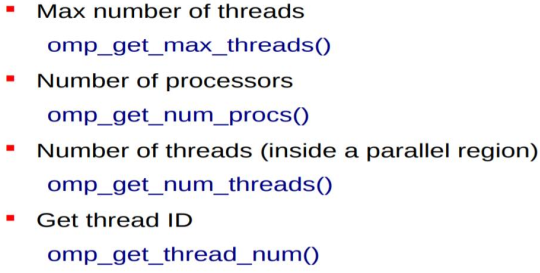 Max number of threads
omp_get_max_threads()
Number of processors
omp_get_num_procs()
Number of threads (inside a parallel region)
omp_get_num_threads()
Get thread ID
omp_get_thread_num()